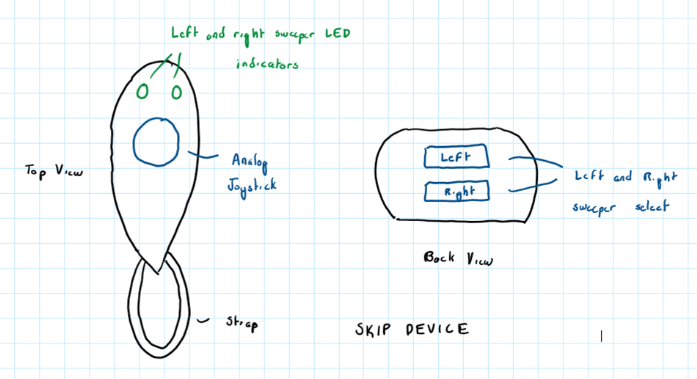 Left and right sweeper LED
indicators
Top View
Analog
Joystick
Left
Right
Left and Right
sweeper select
Back View
Strap
SKIP DEVICE